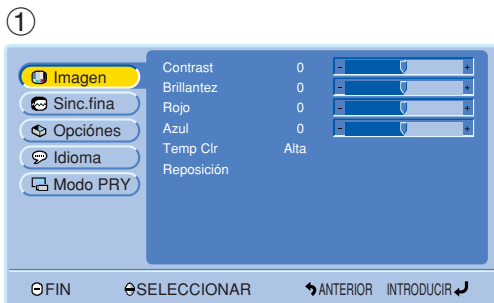 ①
Imagen
Sinc.fina
Opciónes
Idioma
Modo PRY
Contrast 0 - +
Brillantez 0
Rojo 0
Azul 0 - +
Temp Clr Alta
Reposición
FIN SELECCIONAR ANTERIOR INTRODUCIR